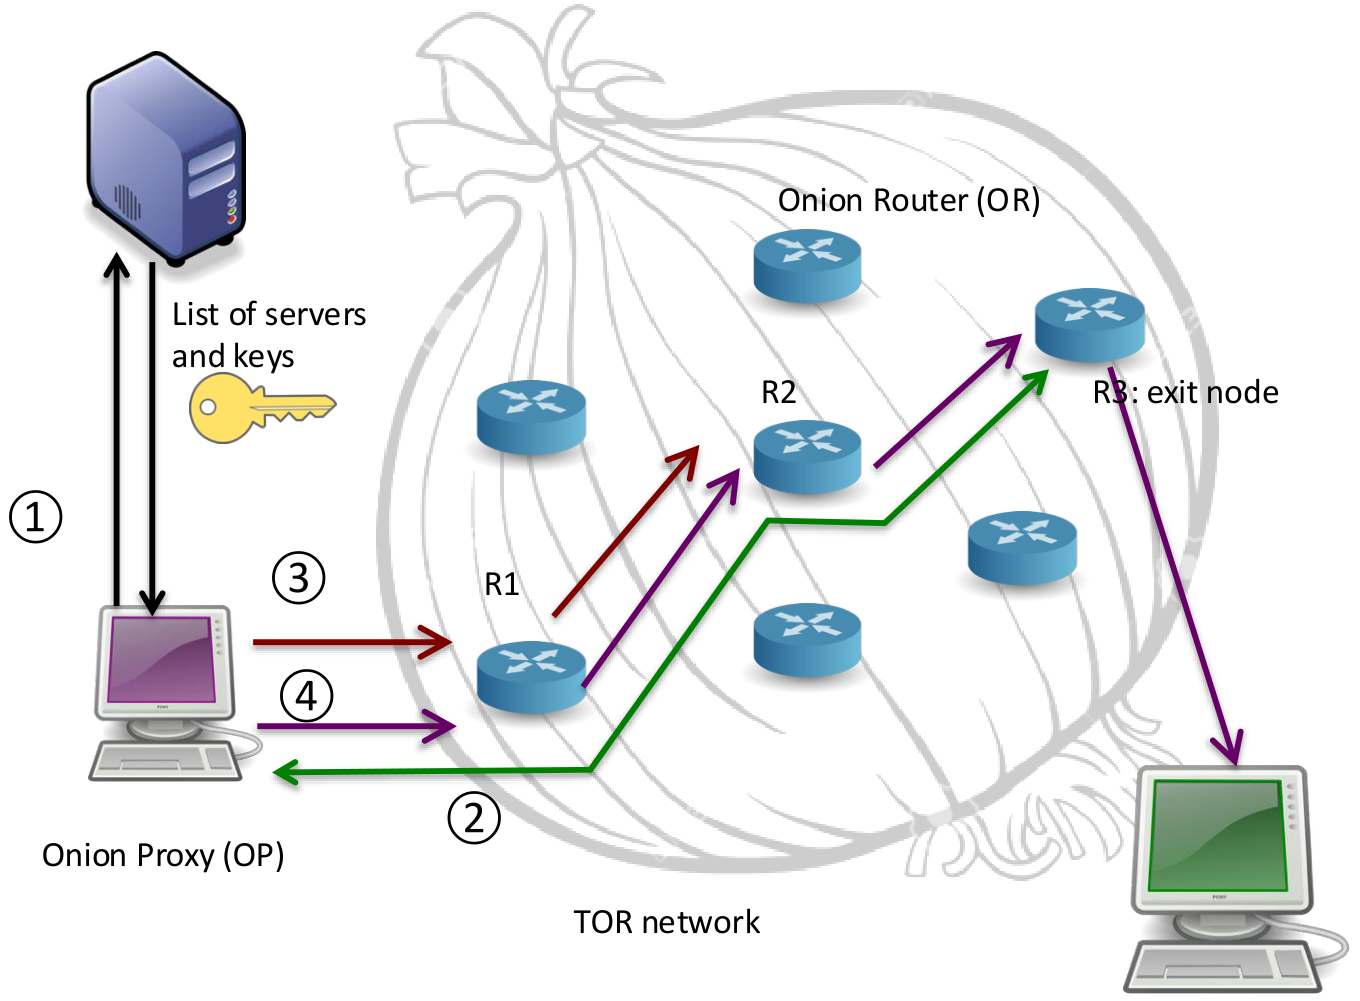 Onion Router (OR)
List of servers
and keys
R2
R3: exit node
1
3
R1
4
2
Onion Proxy (OP)
TOR network